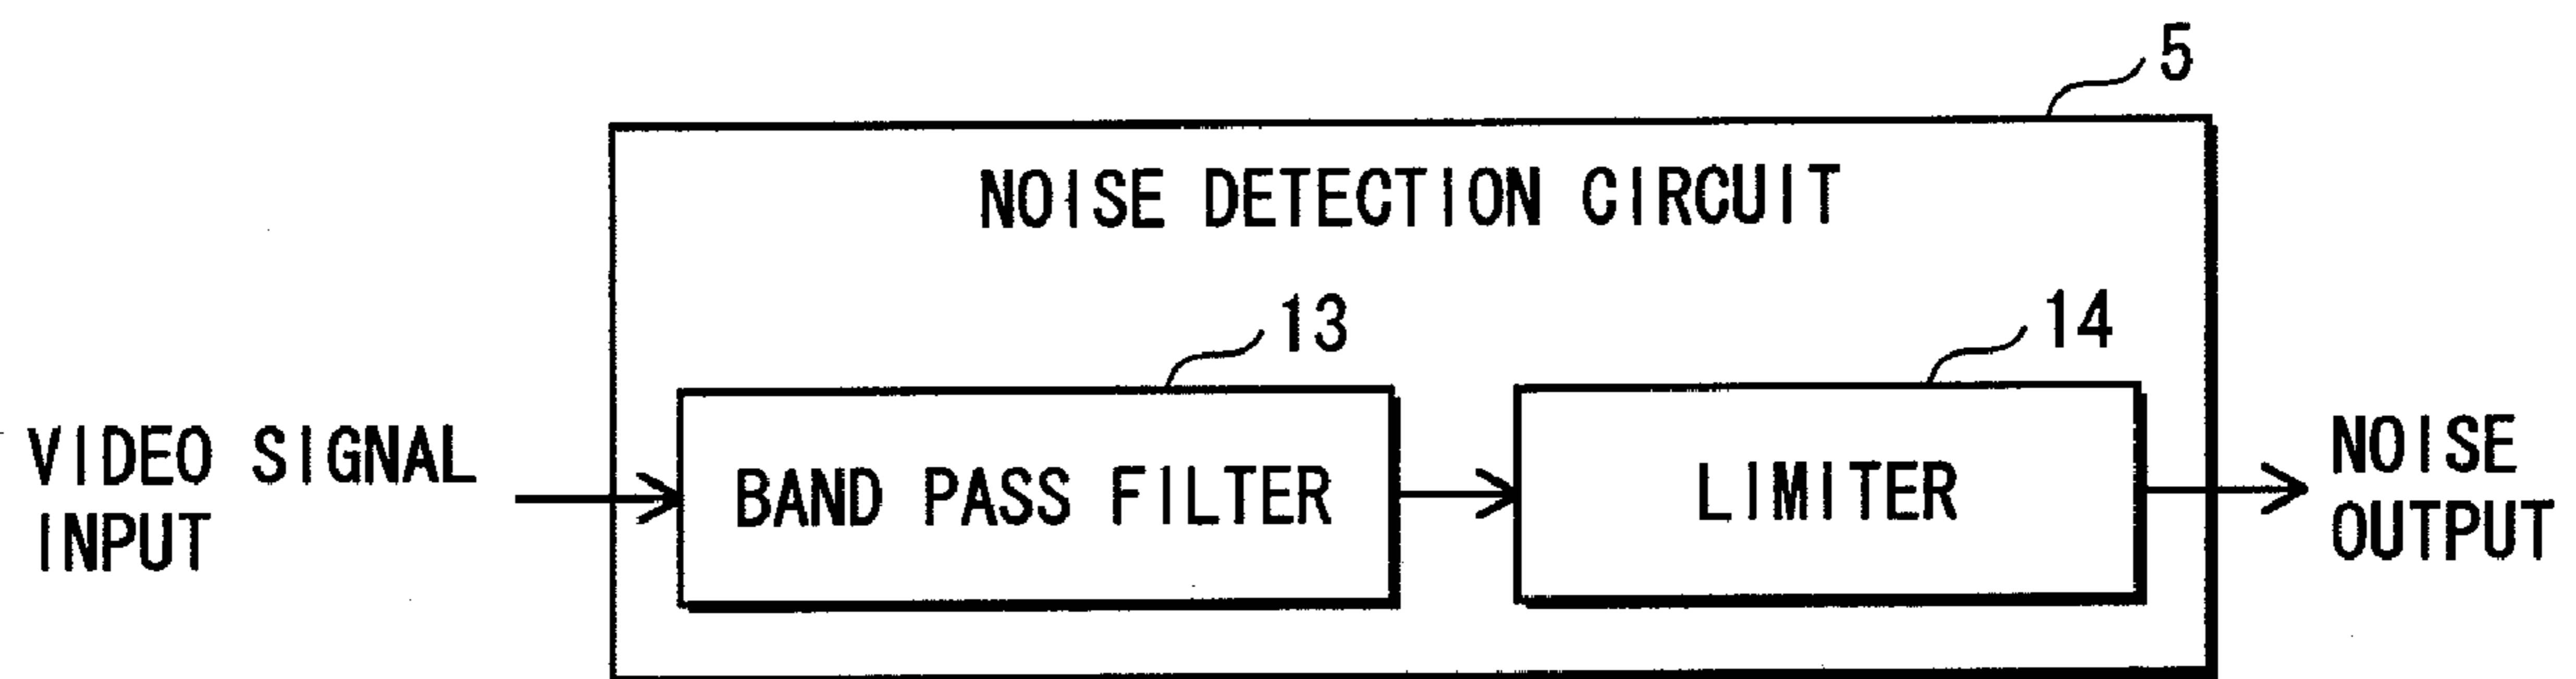 5
NOISE DETECTION CIRCUIT
13
14
VIDEO SIGNAL
INPUT
BAND PASS FILTER
LIMITER
NOISE
OUTPUT